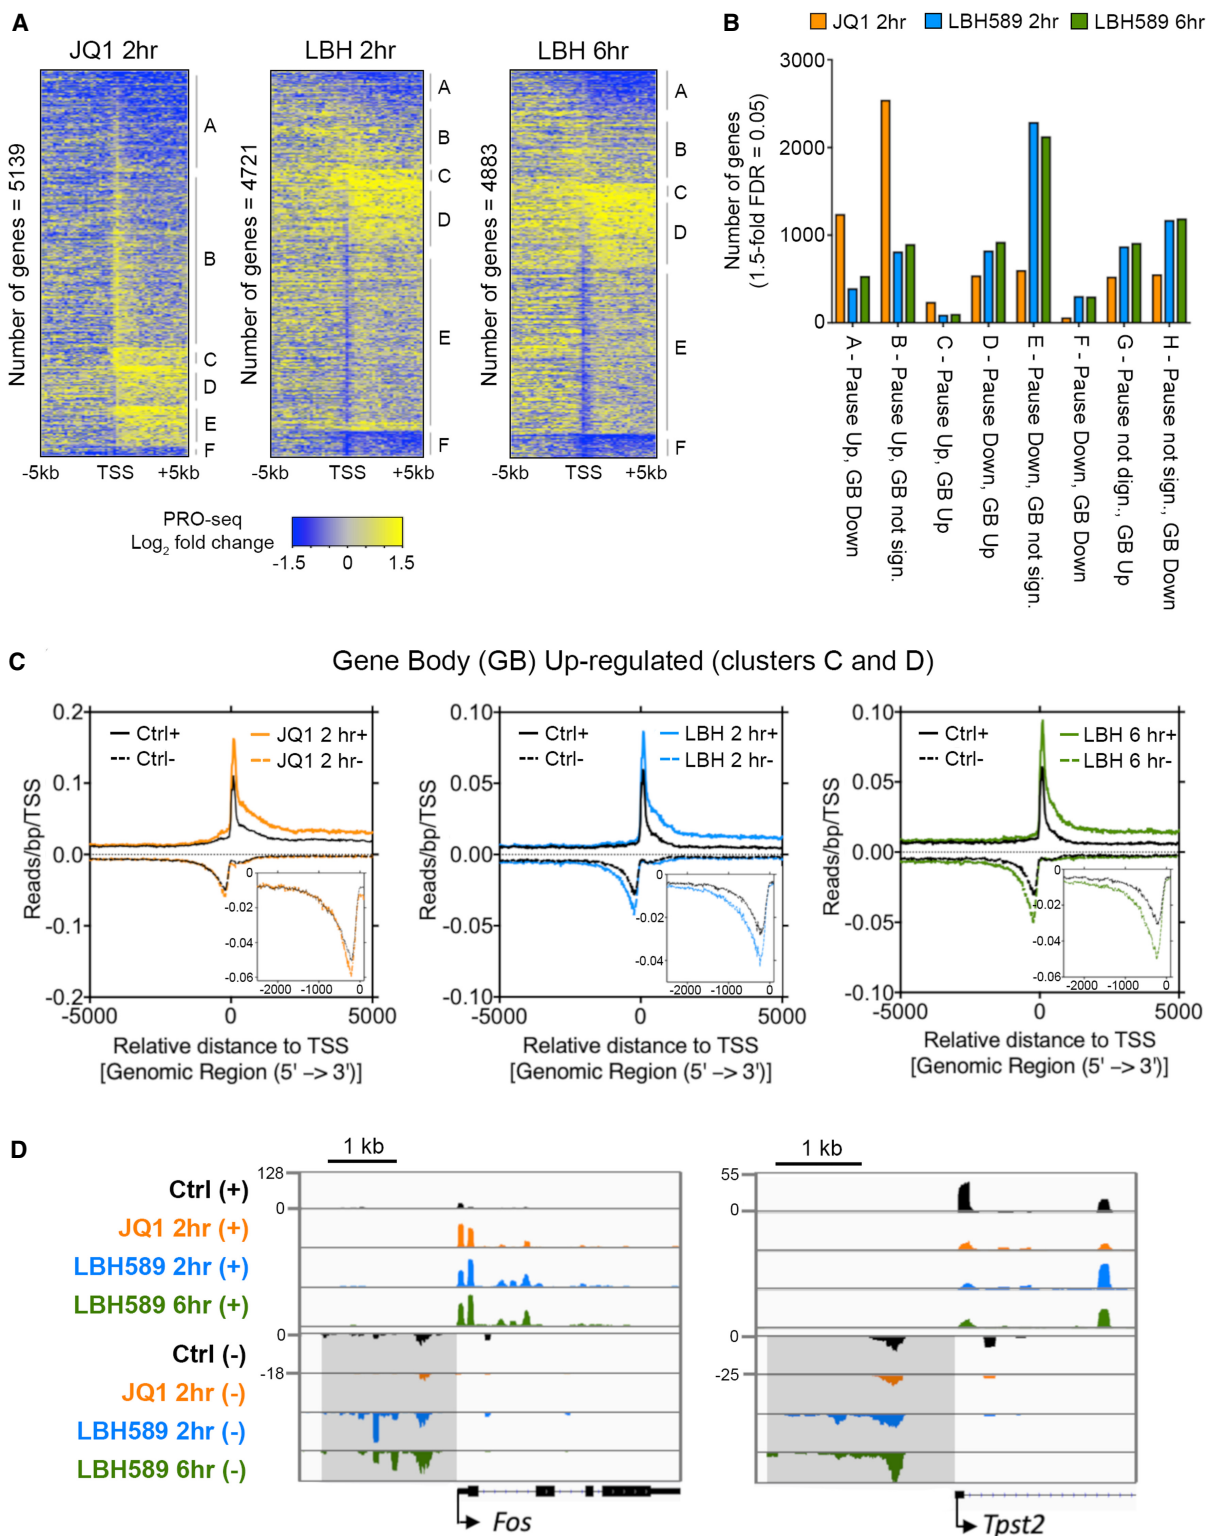 A
JQ1 2hr
LBH 2hr
LBH 6hr
Number of genes = 5139
A
B
C
D
E
F
Number of genes = 4721
A
B
C
D
E
F
Number of genes = 4883
A
B
C
D
E
F
-5kb TSS +5kb
-5kb TSS +5kb
-5kb TSS +5kb
PRO-seq
Log2 fold change
-1.5 0 1.5
B
JQ1 2hr LBH589 2hr LBH589 6hr
Number of genes
(1.5-fold FDR = 0.05)
3000
2000
1000
0
A - Pause Up, GB Down
B - Pause Up, GB not sign.
C - Pause Up, GB Up
D - Pause Down, GB Up
E - Pause Down, GB not sign.
F - Pause Down, GB Down
G - Pause not dign., GB Up
H - Pause not sign., GB Down
C
Gene Body (GB) Up-regulated (clusters C and D)
Reads/bp/TSS
0.2
0.1
0.0
-0.1
-0.2
Ctrl+ JQ1 2 hr+
Ctrl- JQ1 2 hr-
0
-0.02
-0.04
-0.06
-2000 -1000 0
-5000 0 5000
Relative distance to TSS
[Genomic Region (5' –> 3')]
Reads/bp/TSS
0.10
0.05
0.00
-0.05
-0.10
Ctrl+ LBH 2 hr+
Ctrl- LBH 2 hr-
0
-0.02
-0.04
-2000 -1000 0
-5000 0 5000
Relative distance to TSS
[Genomic Region (5' –> 3')]
Reads/bp/TSS
0.10
0.05
0.00
-0.05
-0.10
Ctrl+ LBH 6 hr+
Ctrl- LBH 6 hr-
0
-0.02
-0.04
-0.06
-2000 -1000 0
-5000 0 5000
Relative distance to TSS
[Genomic Region (5' –> 3')]
D
1 kb
1 kb
Ctrl (+)
JQ1 2hr (+)
LBH589 2hr (+)
LBH589 6hr (+)
Ctrl (-)
JQ1 2hr (-)
LBH589 2hr (-)
LBH589 6hr (-)
128
0
0
-18
Fos
55
0
0
-25
Tpst2